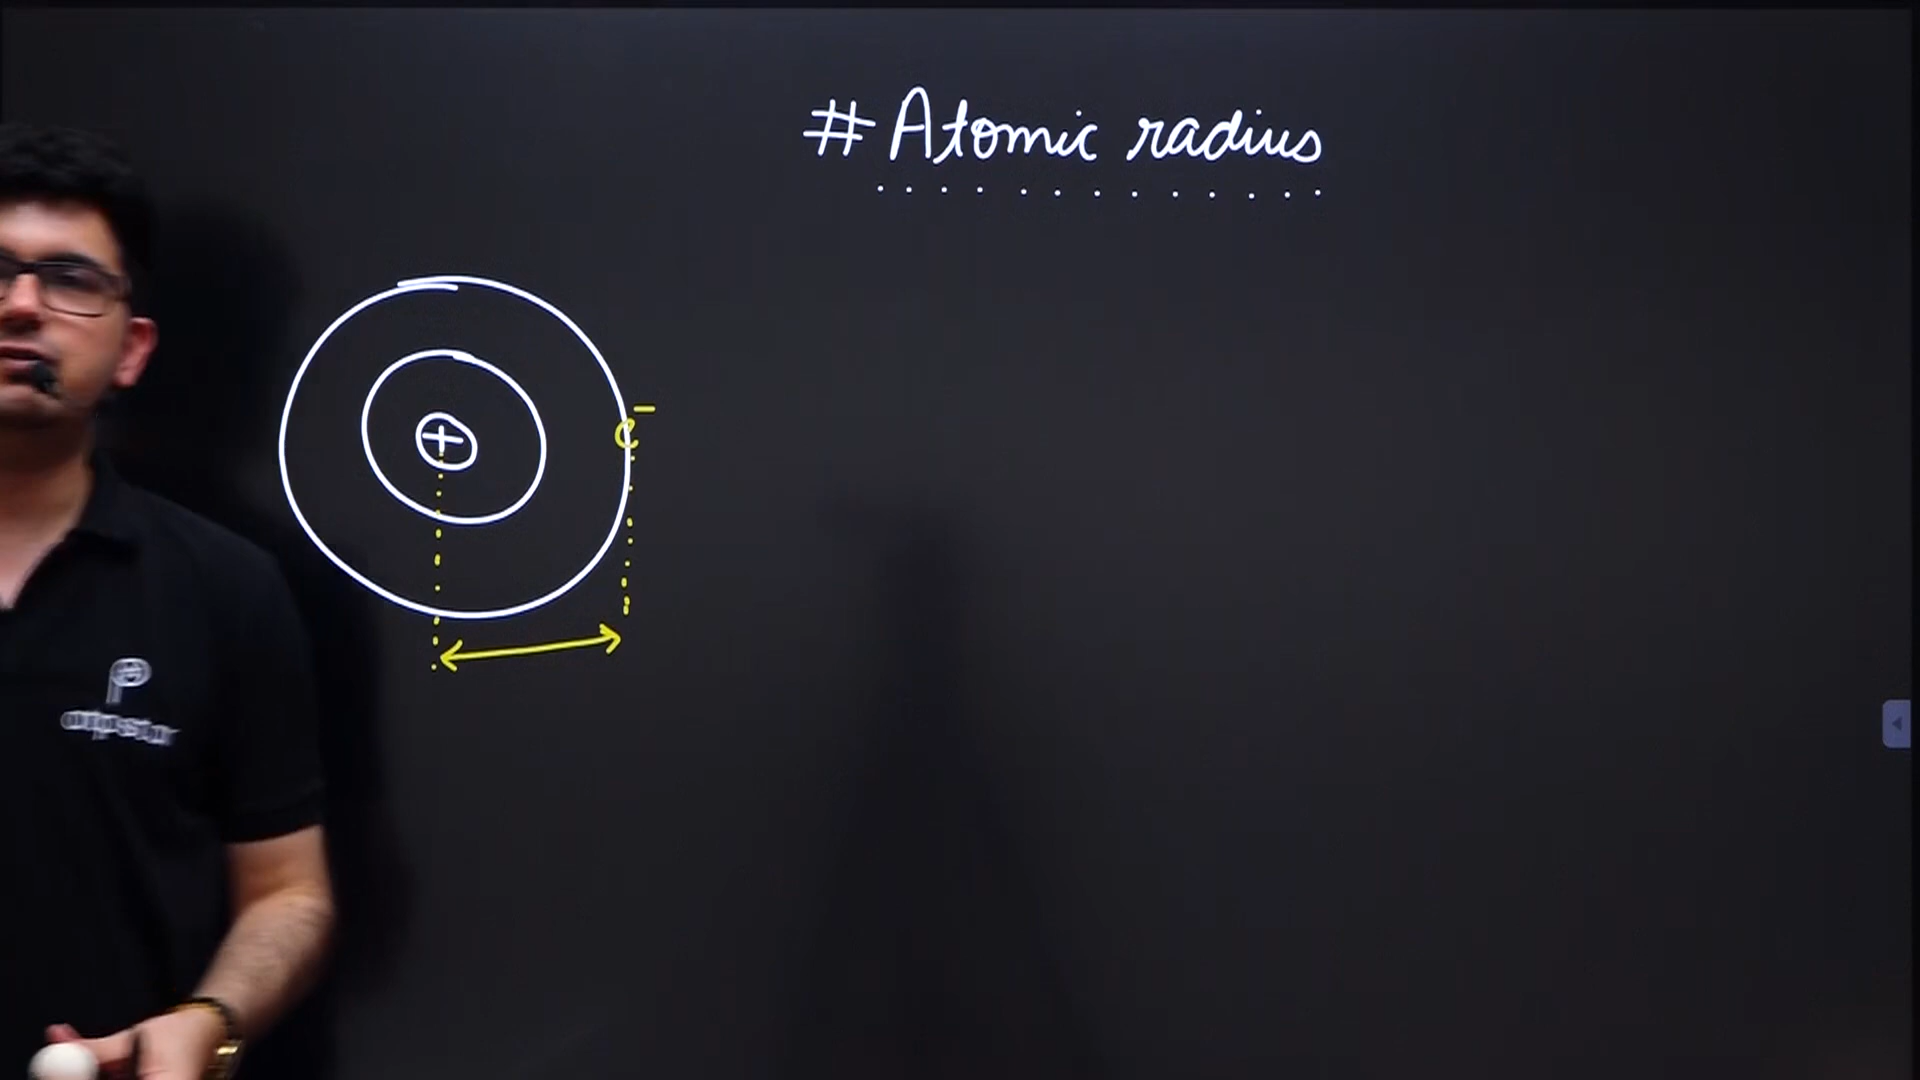 # Atomic radius
+
e⁻